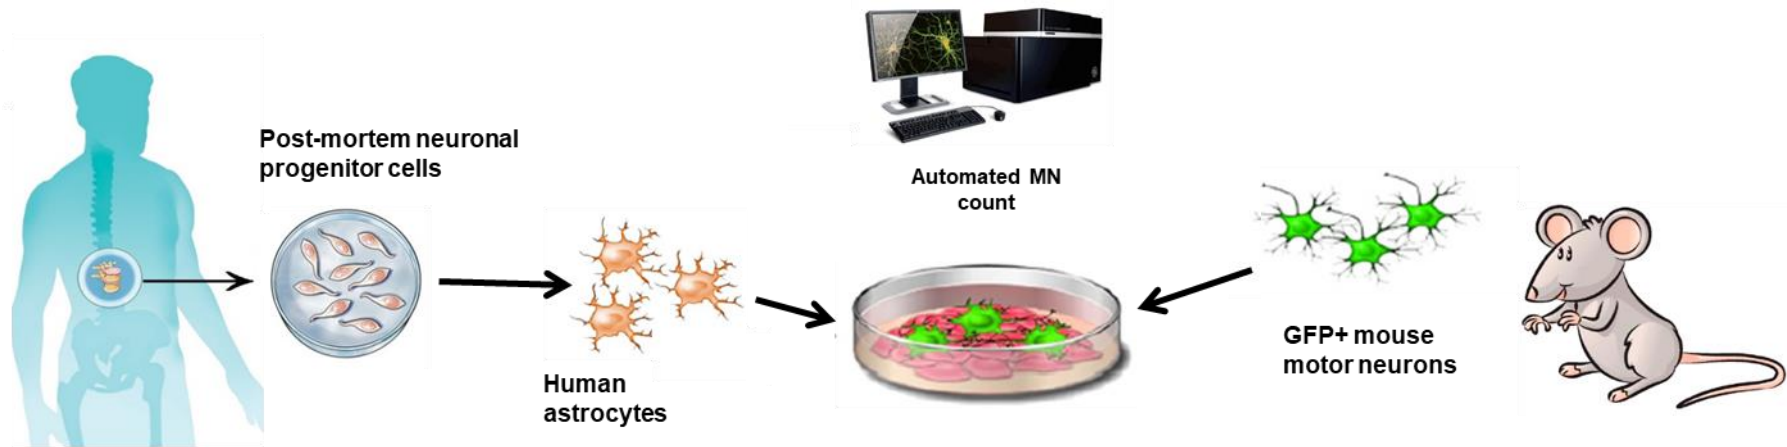 Post-mortem neuronal
progenitor cells
Human
astrocytes
Automated MN
count
GFP+ mouse
motor neurons